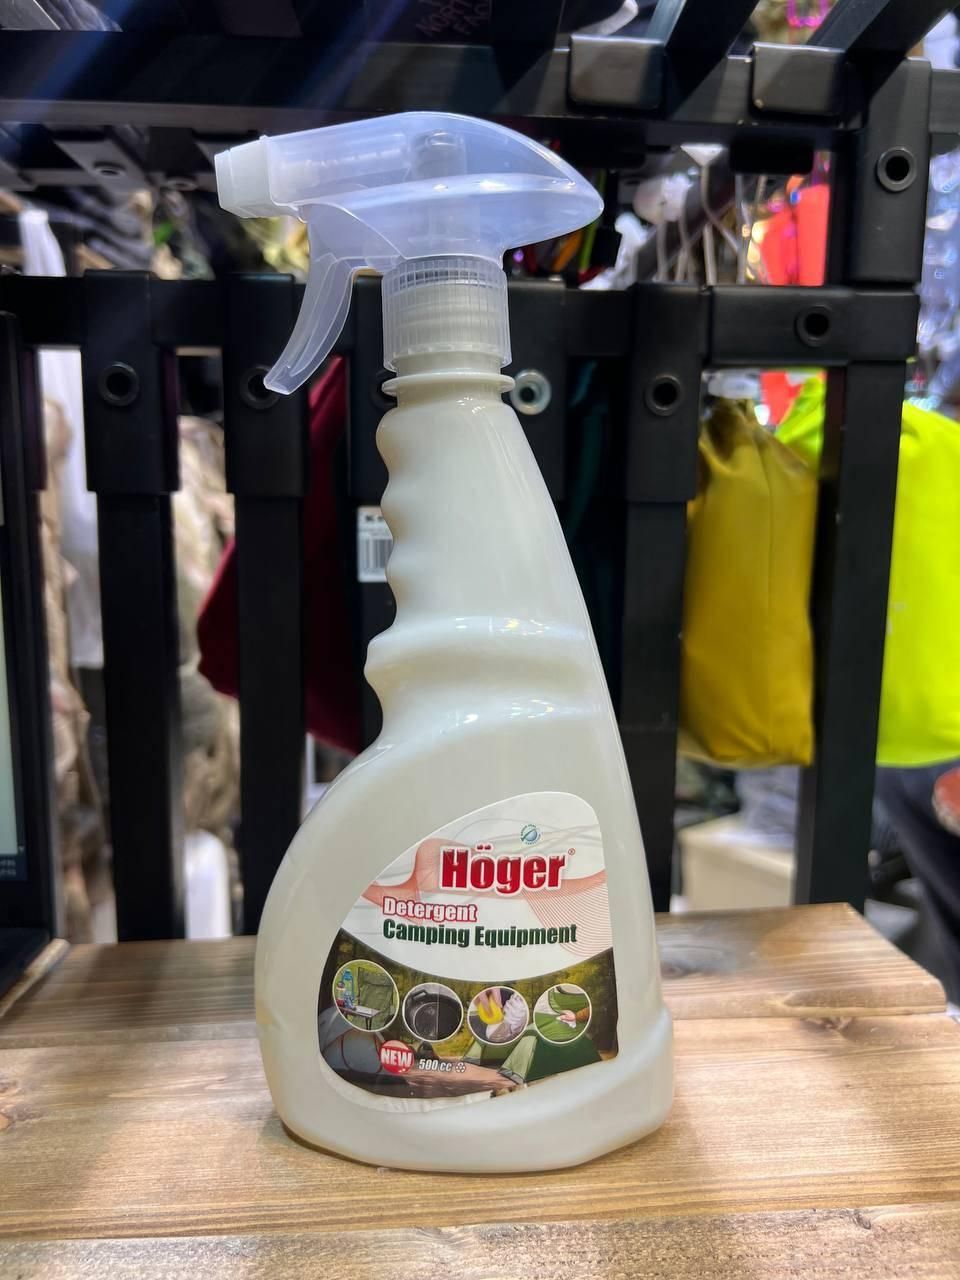 Höger®
Detergent
Camping Equipment
NEW
500 cc